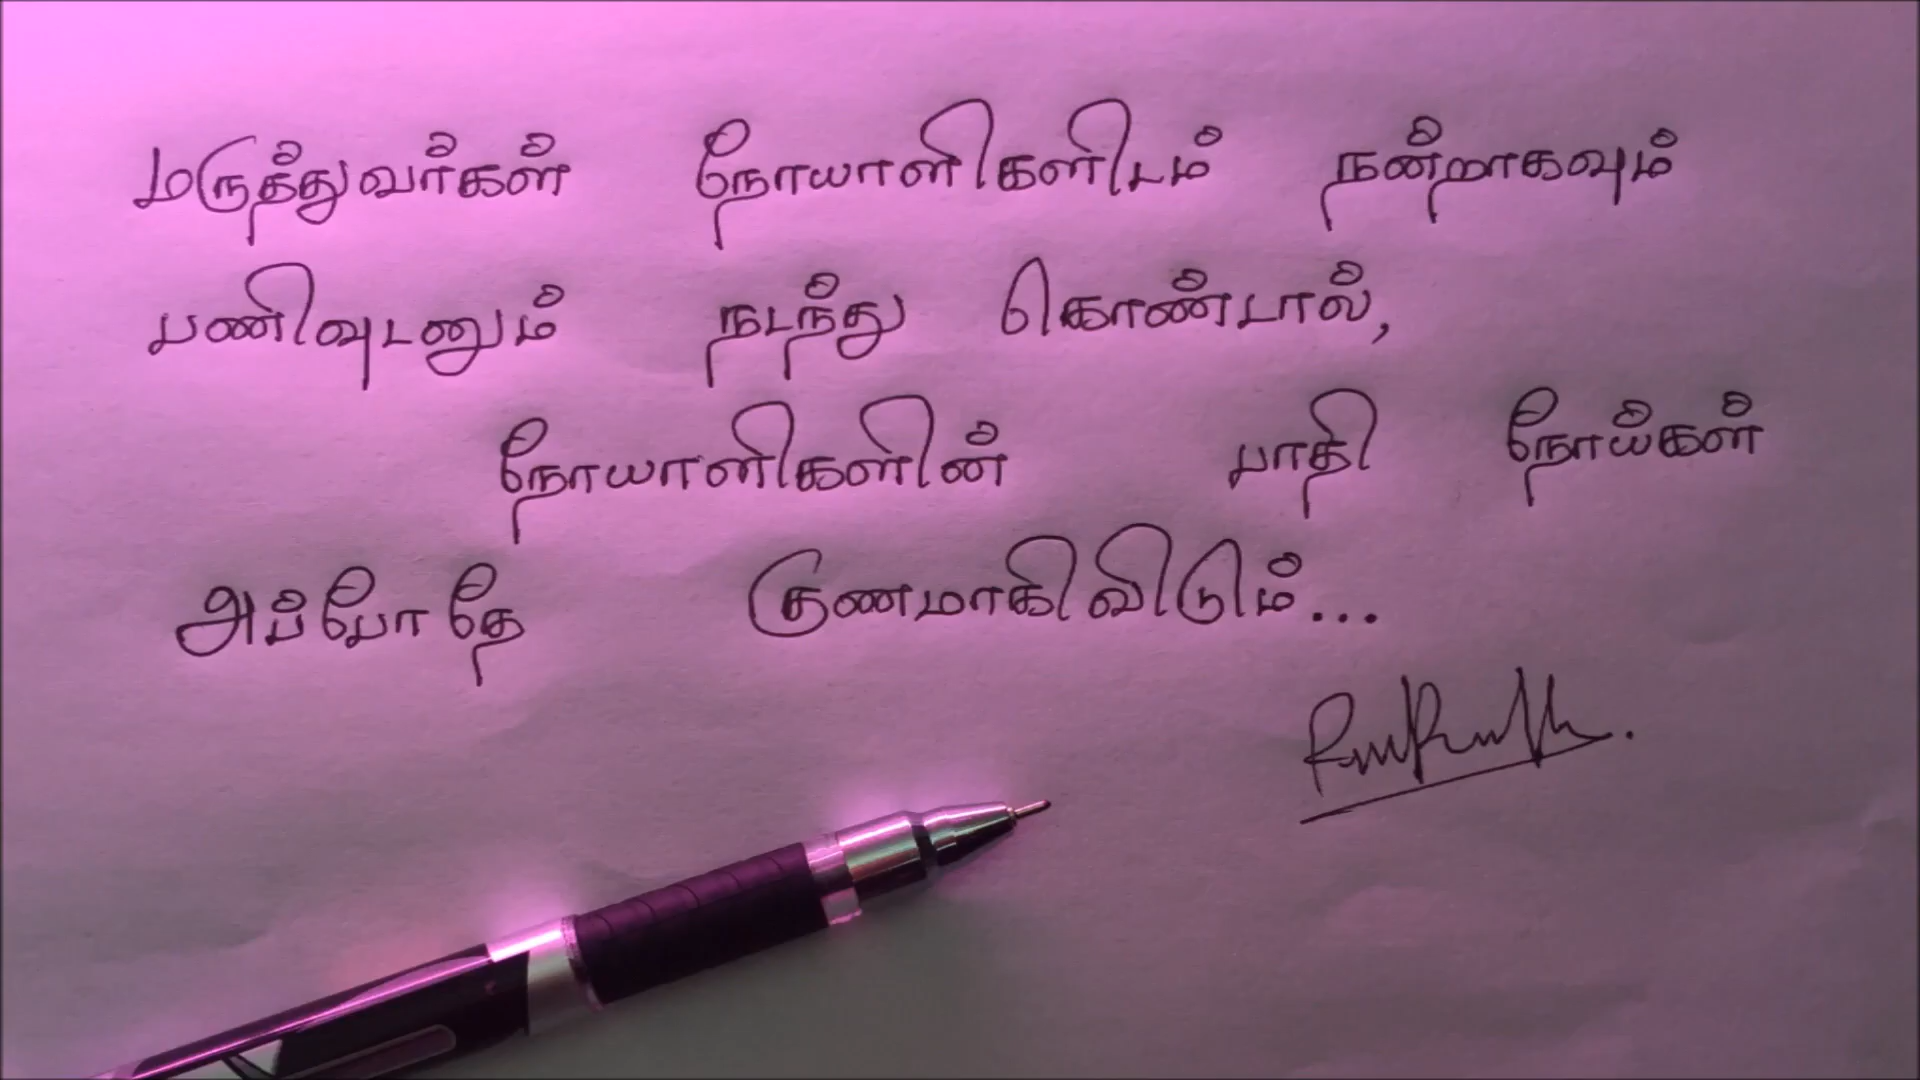 மருத்துவர்கள் நோயாளிகளிடம் நன்றாகவும்
பணிவுடனும் நடந்து கொண்டால்,
நோயாளிகளின் பாதி நோய்கள்
அப்போதே குணமாகிவிடும்...